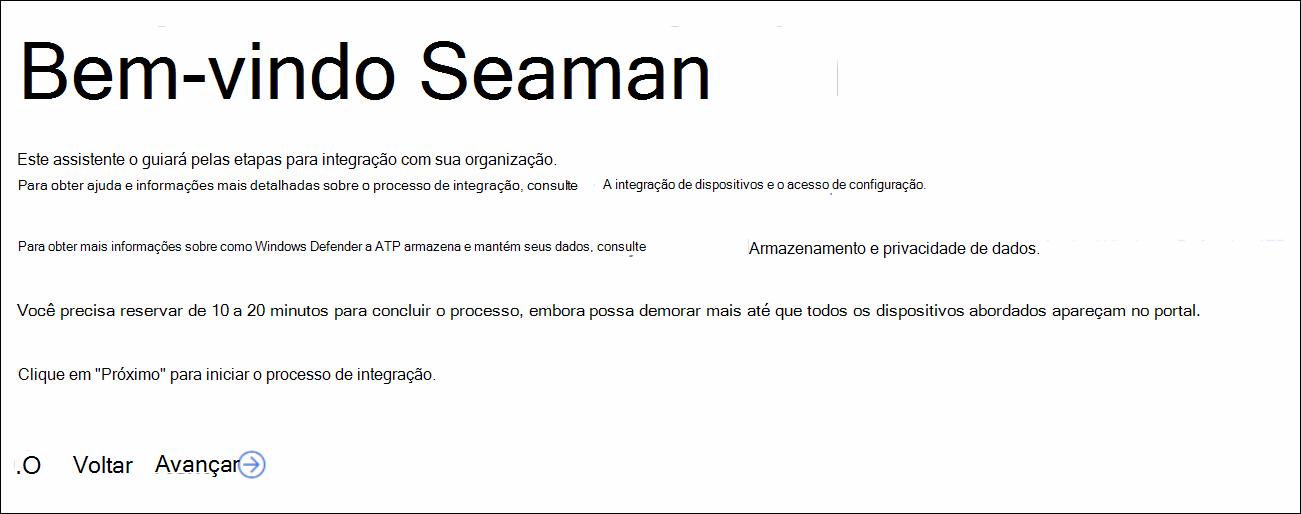 Bem-vindo Seaman
Este assistente o guiará pelas etapas para integração com sua organização.
Para obter ajuda e informações mais detalhadas sobre o processo de integração, consulte A integração de dispositivos e o acesso de configuração.
Para obter mais informações sobre como Windows Defender a ATP armazena e mantém seus dados, consulte Armazenamento e privacidade de dados.
Você precisa reservar de 10 a 20 minutos para concluir o processo, embora possa demorar mais até que todos os dispositivos abordados apareçam no portal.
Clique em "Próximo" para iniciar o processo de integração.
.O Voltar Avançar